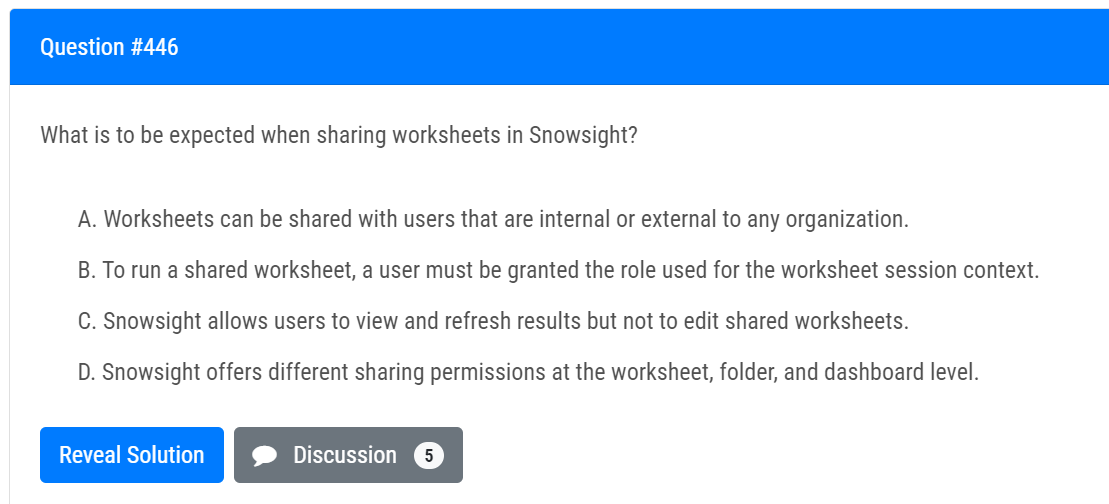 Question #446
What is to be expected when sharing worksheets in Snowsight?
A. Worksheets can be shared with users that are internal or external to any organization.
B. To run a shared worksheet, a user must be granted the role used for the worksheet session context.
C. Snowsight allows users to view and refresh results but not to edit shared worksheets.
D. Snowsight offers different sharing permissions at the worksheet, folder, and dashboard level.
Reveal Solution Discussion 5